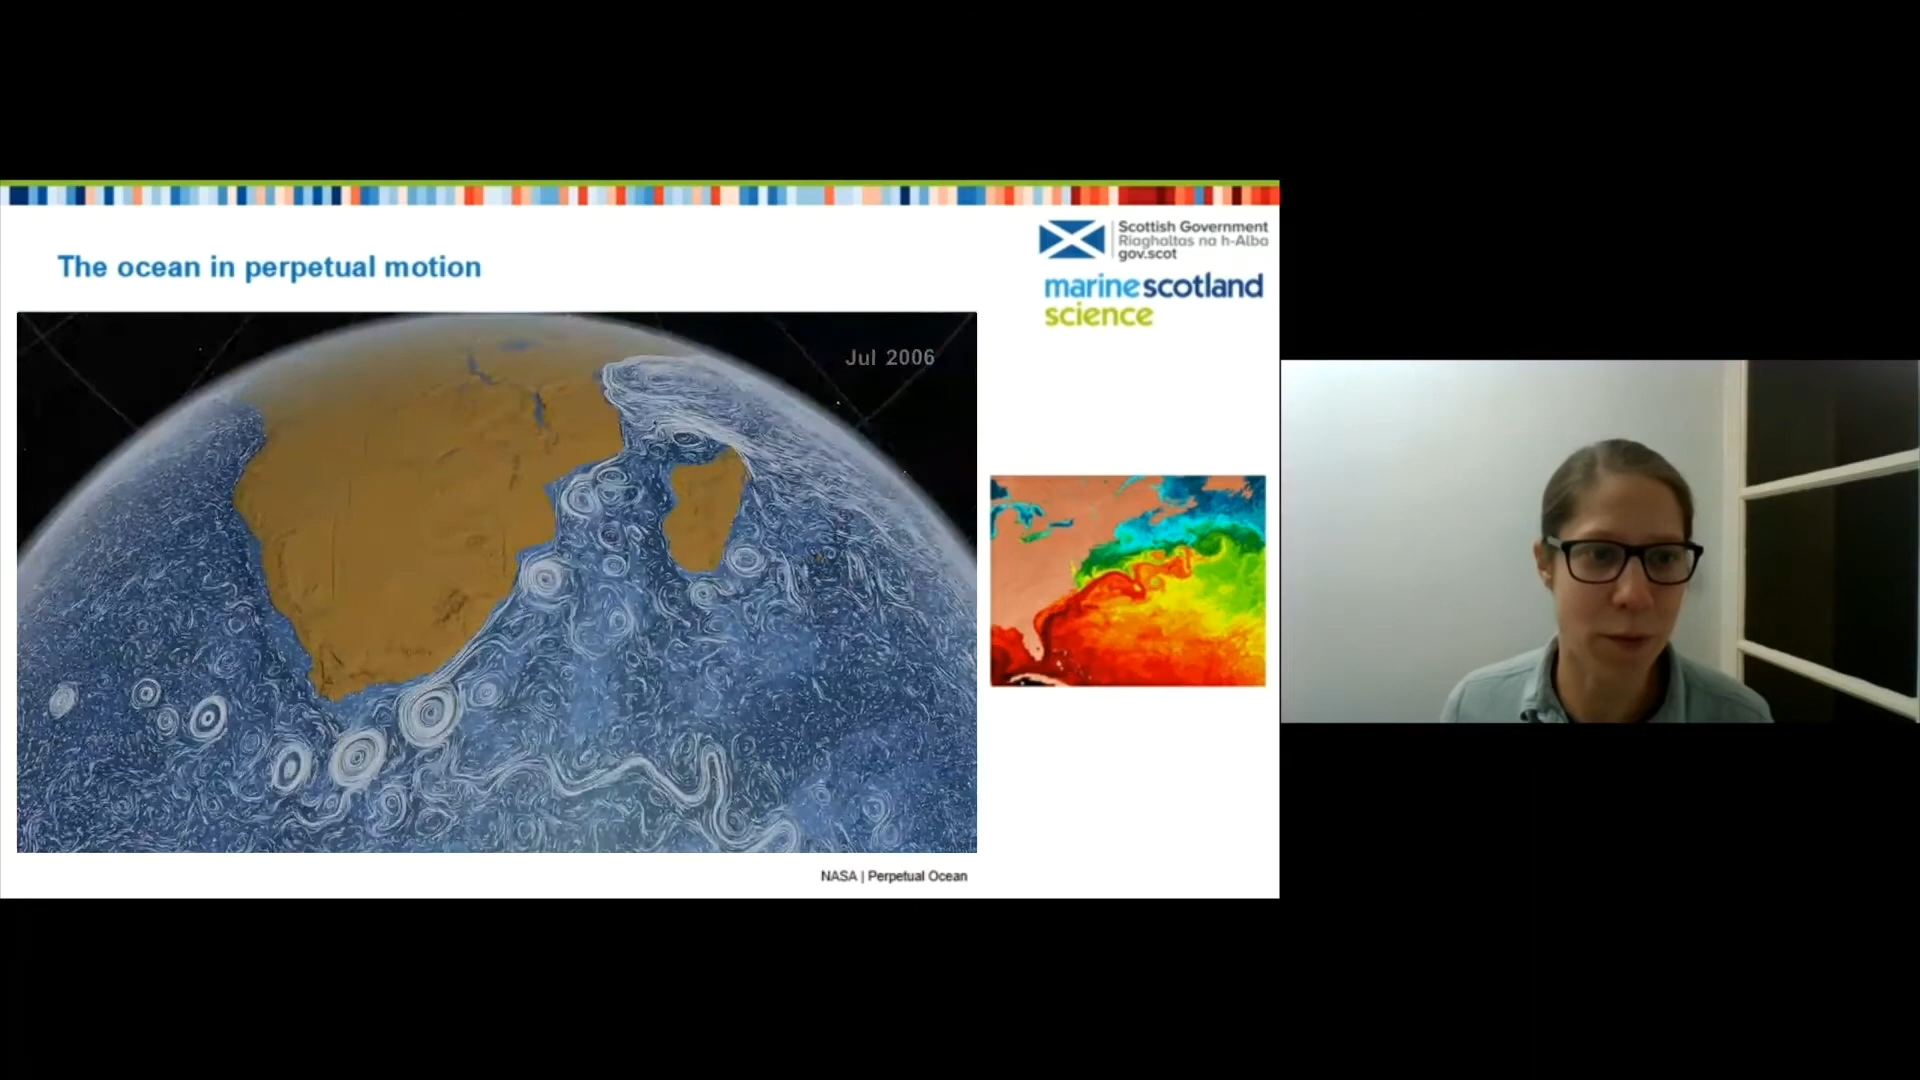 The ocean in perpetual motion
Scottish Government
Riaghaltas na h-Alba
gov.scot
marinescotland
science
Jul 2006
NASA | Perpetual Ocean